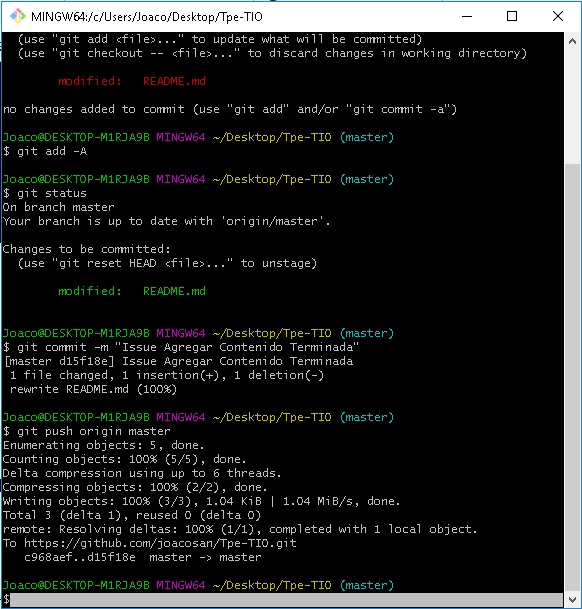 MINGW64:/c/Users/Joaco/Desktop/Tpe-TIO
(use "git add <file>..." to update what will be committed)
(use "git checkout -- <file>..." to discard changes in working directory)
modified:   README.md
no changes added to commit (use "git add" and/or "git commit -a")
Joaco@DESKTOP-M1RJA9B MINGW64 ~/Desktop/Tpe-TIO (master)
$ git add -A
Joaco@DESKTOP-M1RJA9B MINGW64 ~/Desktop/Tpe-TIO (master)
$ git status
On branch master
Your branch is up to date with 'origin/master'.
Changes to be committed:
(use "git reset HEAD <file>..." to unstage)
modified:   README.md
Joaco@DESKTOP-M1RJA9B MINGW64 ~/Desktop/Tpe-TIO (master)
$ git commit -m "Issue Agregar Contenido Terminada"
[master d15f18e] Issue Agregar Contenido Terminada
1 file changed, 1 insertion(+), 1 deletion(-)
rewrite README.md (100%)
Joaco@DESKTOP-M1RJA9B MINGW64 ~/Desktop/Tpe-TIO (master)
$ git push origin master
Enumerating objects: 5, done.
Counting objects: 100% (5/5), done.
Delta compression using up to 6 threads.
Compressing objects: 100% (2/2), done.
Writing objects: 100% (3/3), 1.04 KiB | 1.04 MiB/s, done.
Total 3 (delta 1), reused 0 (delta 0)
remote: Resolving deltas: 100% (1/1), completed with 1 local object.
To https://github.com/joacosan/Tpe-TIO.git
c968aef..d15f18e  master -> master
Joaco@DESKTOP-M1RJA9B MINGW64 ~/Desktop/Tpe-TIO (master)
$